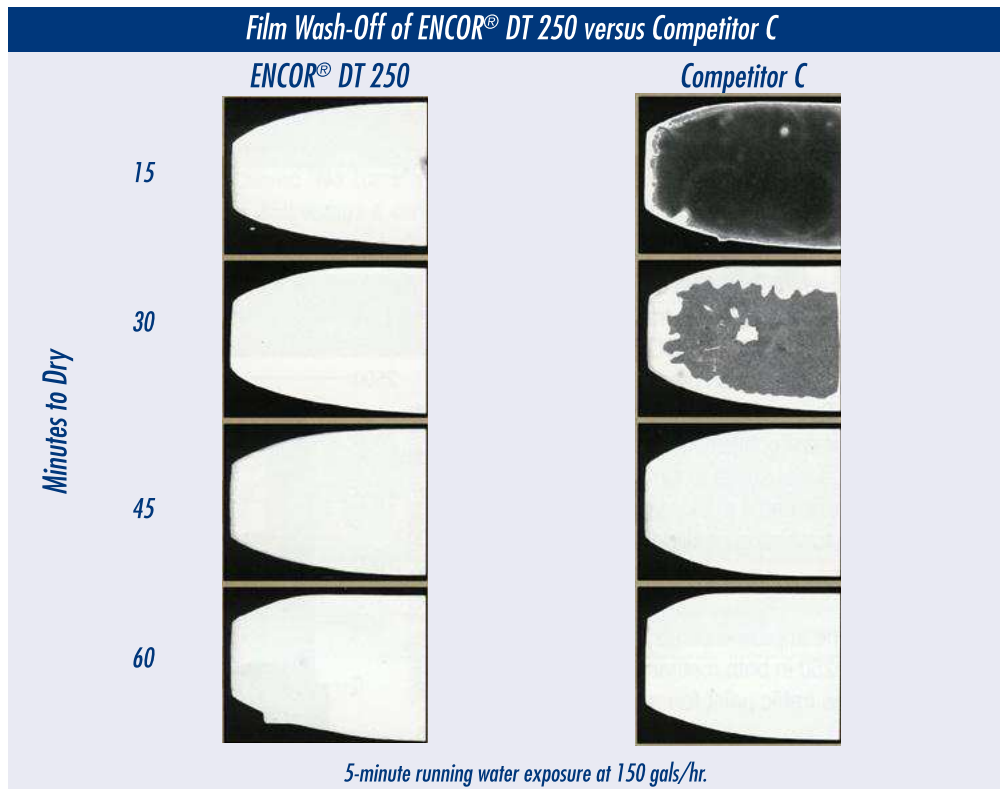 Film Wash-Off of ENCOR® DT 250 versus Competitor C
ENCOR® DT 250 Competitor C
15
30
Minutes to Dry
45
60
5-minute running water exposure at 150 gals/hr.